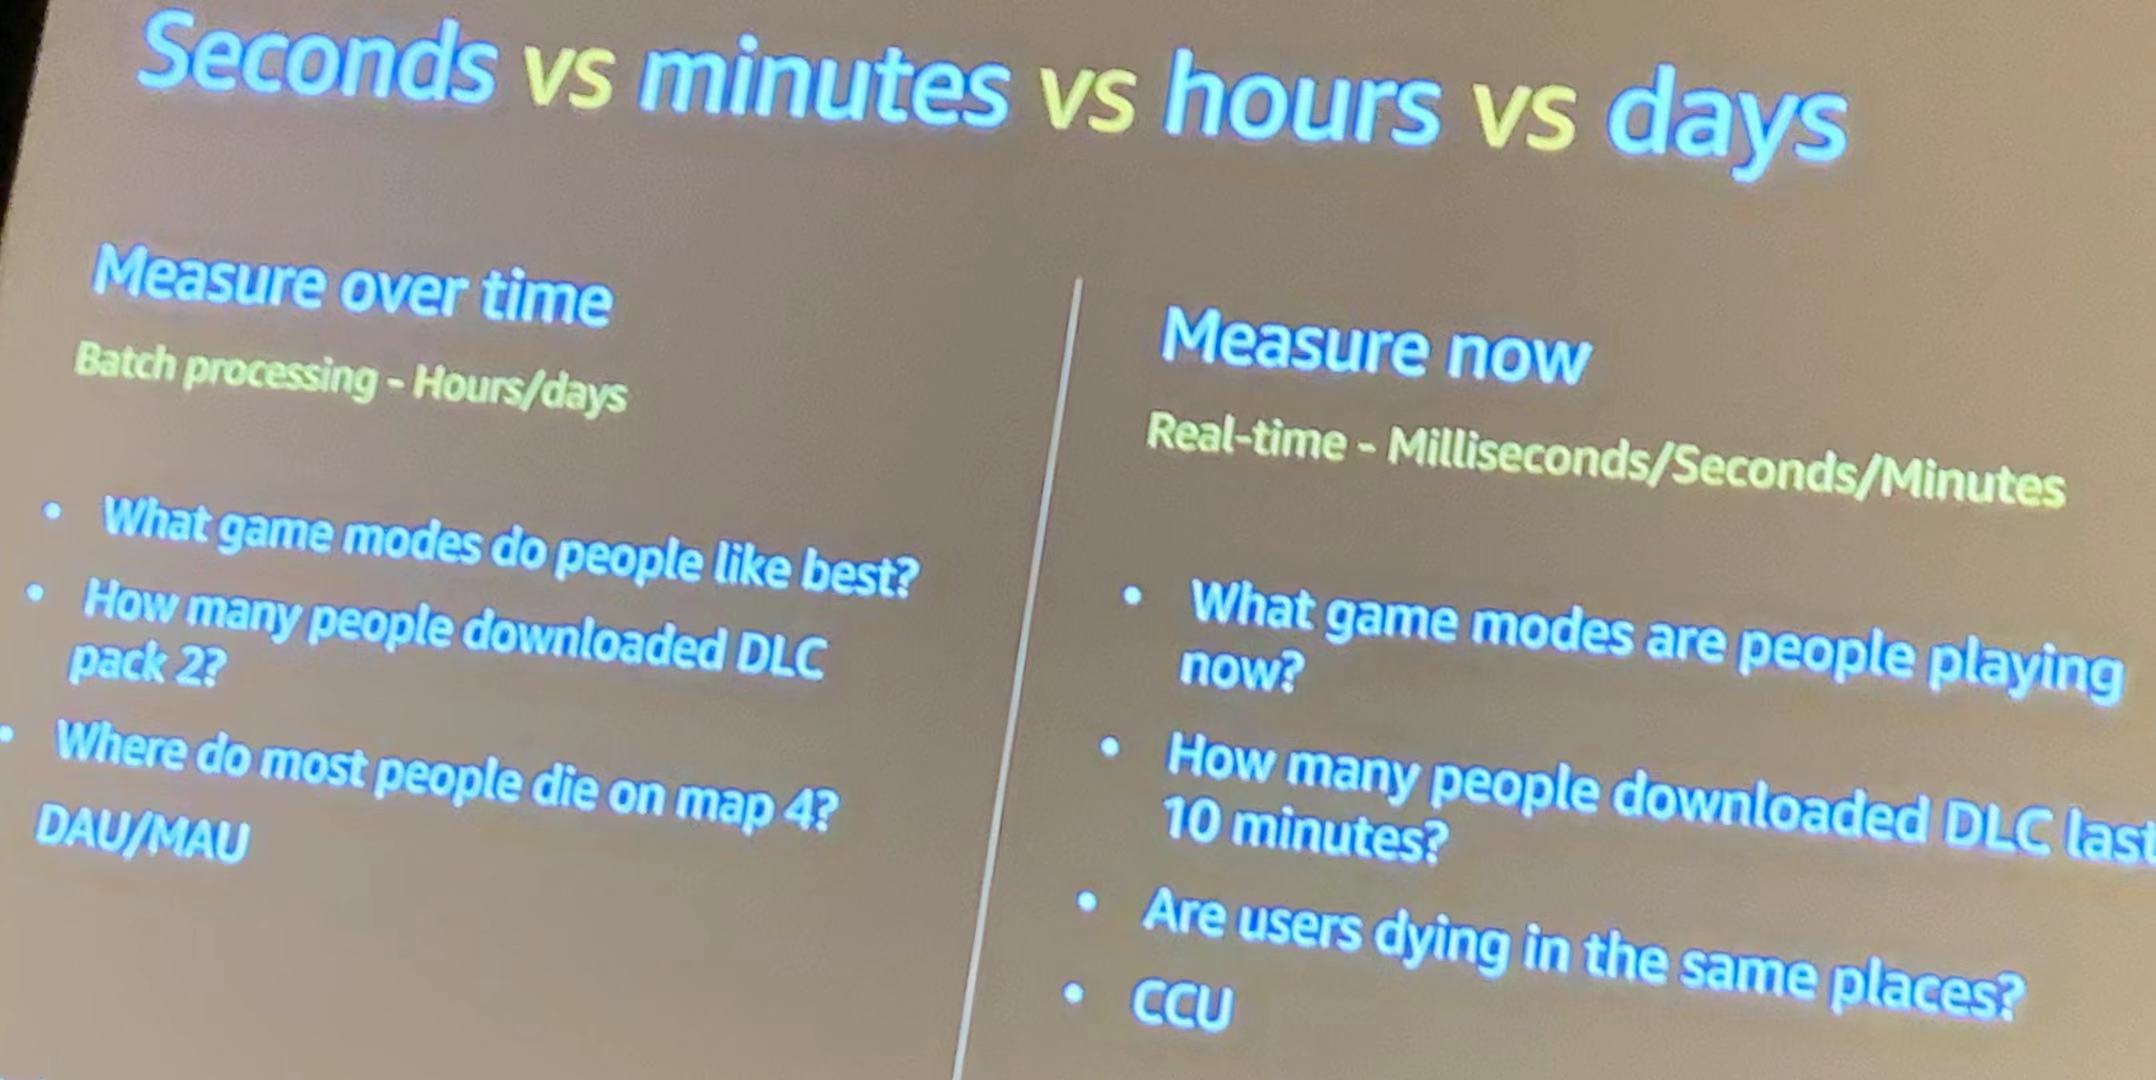 Seconds vs minutes vs hours vs days
Measure over time
Batch processing - Hours/days
• What game modes do people like best?
• How many people downloaded DLC
pack 2?
• Where do most people die on map 4?
DAU/MAU
Measure now
Real-time - Milliseconds/Seconds/Minutes
• What game modes are people playing
now?
• How many people downloaded DLC last
10 minutes?
• Are users dying in the same places?
• CCU